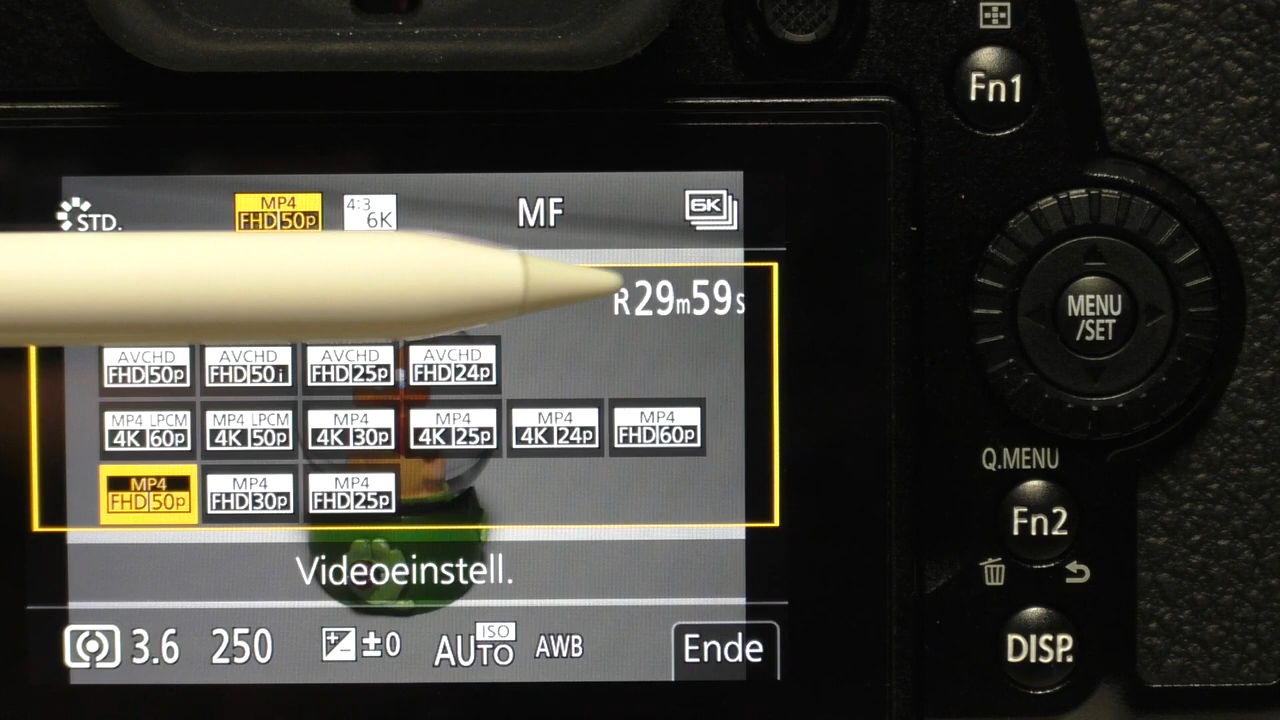 Fn1
STD. MP4 FHD 50p 4:3 6K MF 6K
R29m59s
MENU /SET
AVCHD FHD 50p AVCHD FHD 50i AVCHD FHD 25p AVCHD FHD 24p
MP4 LPCM 4K 60p MP4 LPCM 4K 50p MP4 4K 30p MP4 4K 25p MP4 4K 24p MP4 FHD 60p
MP4 FHD 50p MP4 FHD 30p MP4 FHD 25p
Q.MENU
Fn2
Videoeinstell.
3.6 250 ±0 AUTO ISO AWB Ende
DISP.